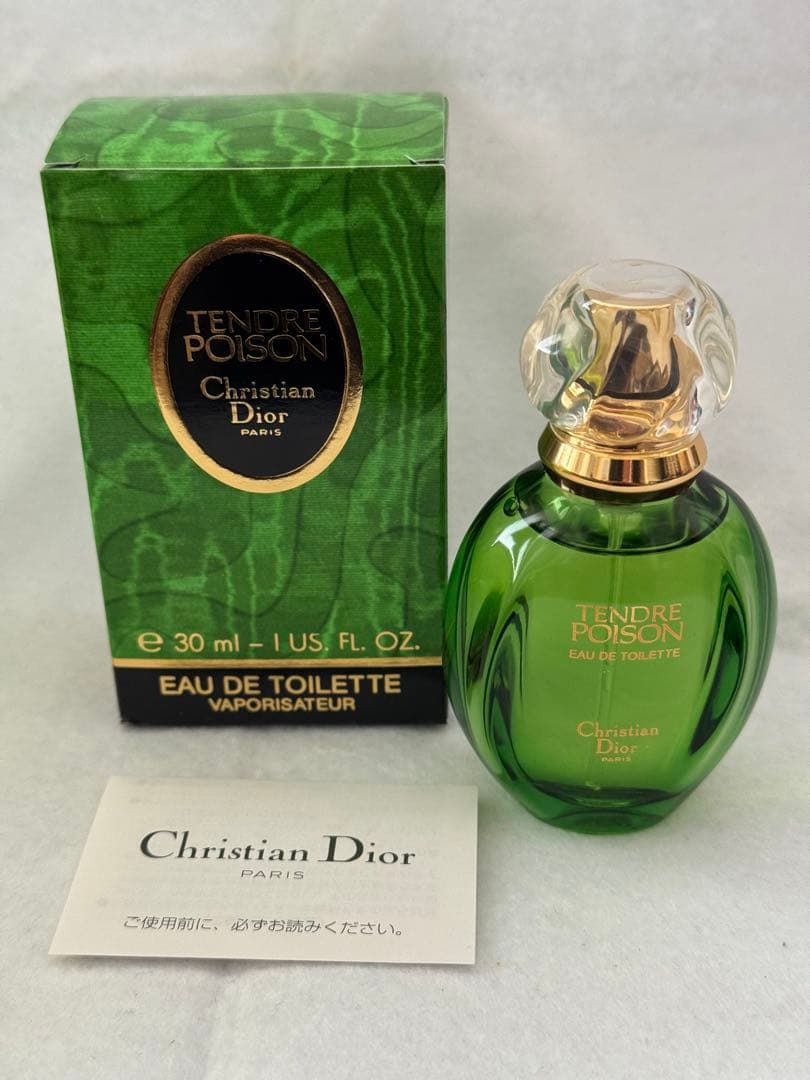 TENDRE
POISON
Christian
Dior
PARIS
e 30 ml – 1 US. FL. OZ.
EAU DE TOILETTE
VAPORISATEUR
TENDRE
POISON
EAU DE TOILETTE
Christian
Dior
PARIS
Christian Dior
PARIS
ご使用前に、必ずお読みください。